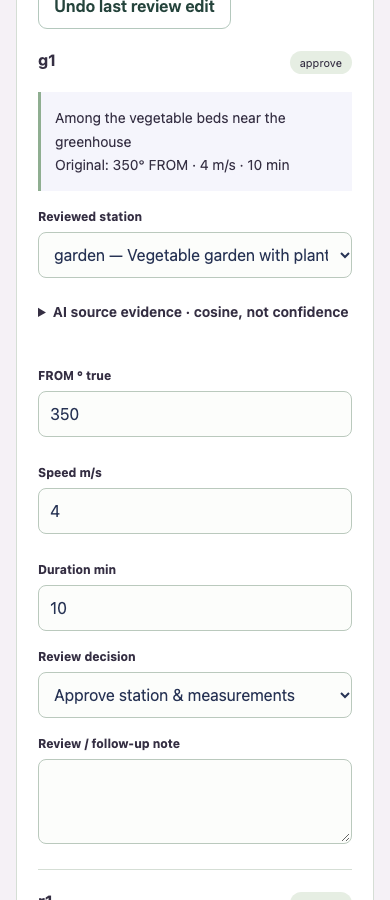 Undo last review edit
g1
approve
Among the vegetable beds near the
greenhouse
Original: 350° FROM · 4 m/s · 10 min
Reviewed station
garden — Vegetable garden with plant
▶ AI source evidence · cosine, not confidence
FROM ° true
350
Speed m/s
4
Duration min
10
Review decision
Approve station & measurements
Review / follow-up note